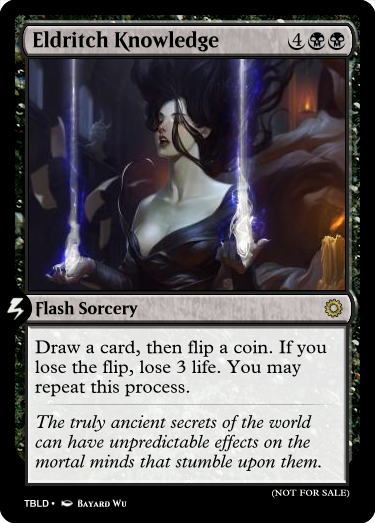 Eldritch Knowledge 4
Flash Sorcery
Draw a card, then flip a coin. If you
lose the flip, lose 3 life. You may
repeat this process.
The truly ancient secrets of the world
can have unpredictable effects on the
mortal minds that stumble upon them.
(NOT FOR SALE)
TBLD • Bayard Wu